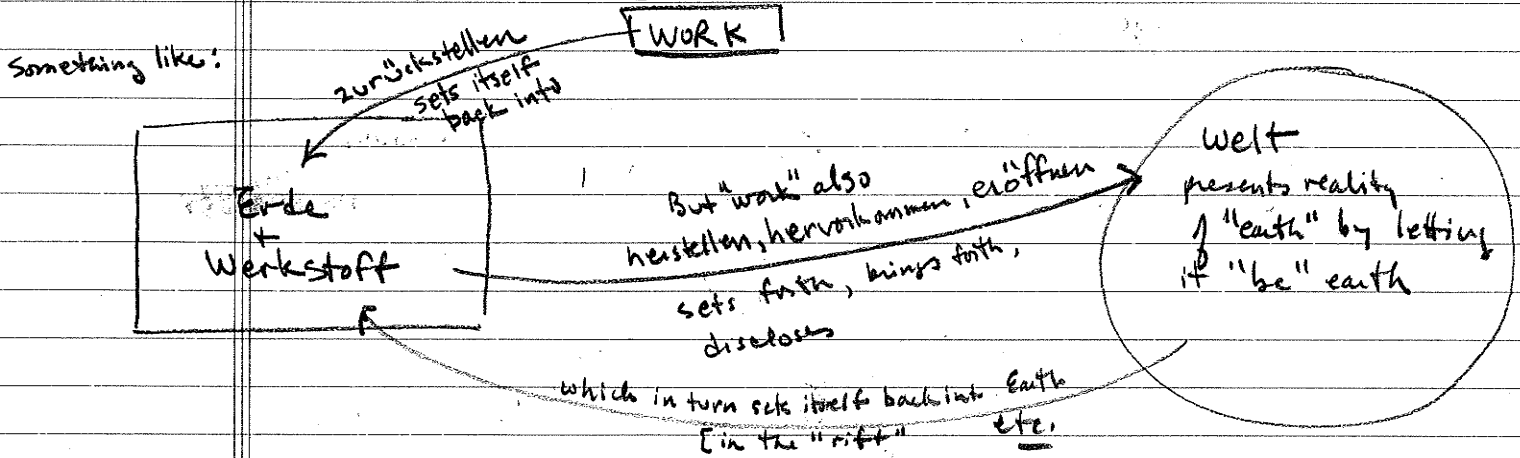 Something like:
WORK
zurückstellen
sets itself
back into
Erde
+
Werkstoff
But "work" also
herstellen, hervorkommen, eröffnen
sets forth, brings forth,
discloses
Welt
presents reality
of "earth" by letting
it "be" earth
which in turn sets itself back into Earth
[in the "rift" etc.